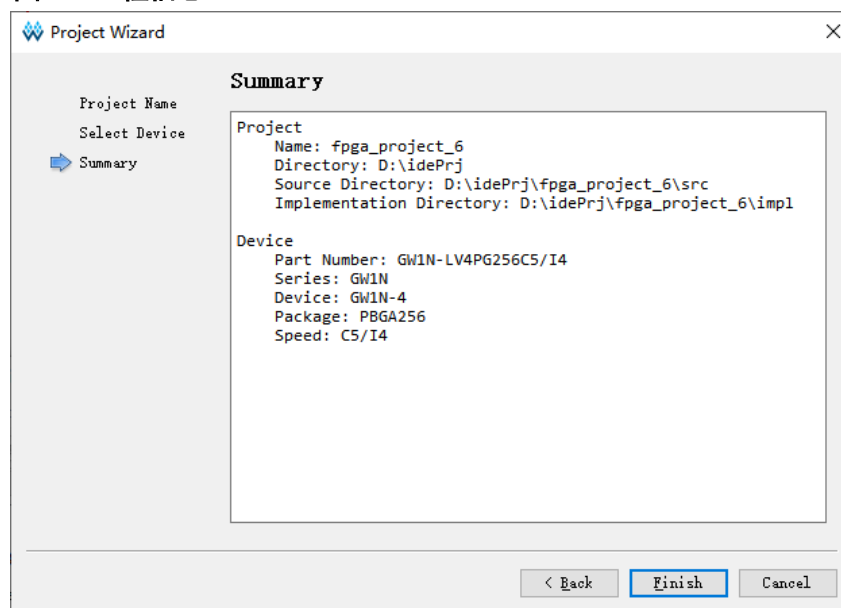 Project Wizard
Summary
Project Name
Select Device
Summary
Project
Name: fpga_project_6
Directory: D:\idePrj
Source Directory: D:\idePrj\fpga_project_6\src
Implementation Directory: D:\idePrj\fpga_project_6\impl
Device
Part Number: GW1N-LV4PG256C5/I4
Series: GW1N
Device: GW1N-4
Package: PBGA256
Speed: C5/I4
< Back
Finish
Cancel